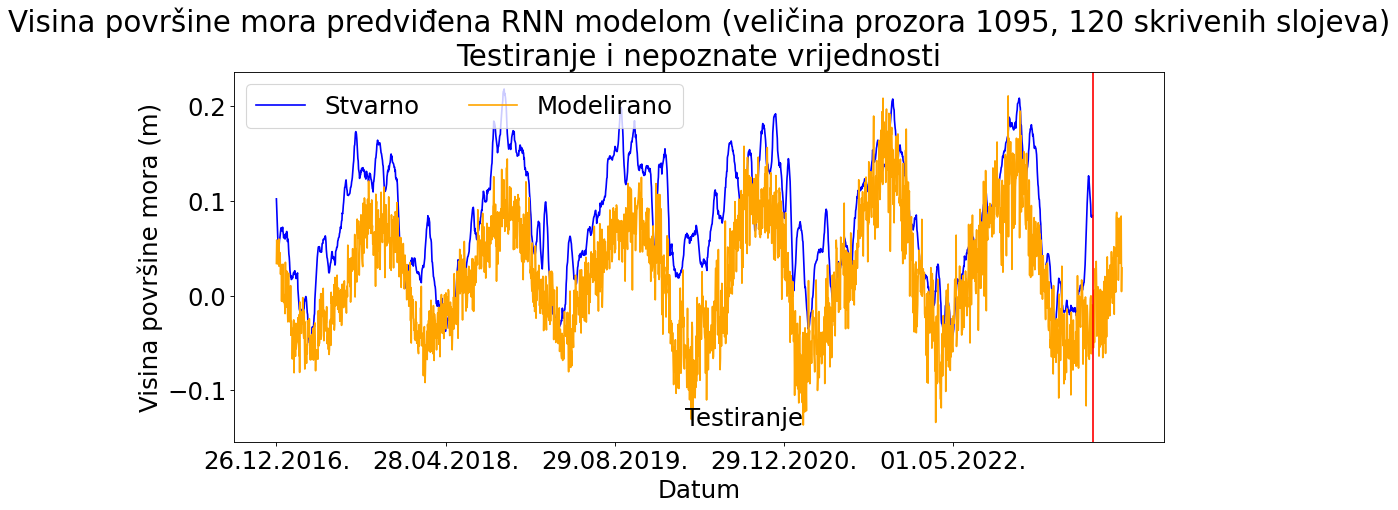 Visina površine mora predviđena RNN modelom (veličina prozora 1095, 120 skrivenih slojeva)
Testiranje i nepoznate vrijednosti
Stvarno
Modelirano
Visina površine mora (m)
0.2
0.1
0.0
−0.1
Testiranje
26.12.2016.
28.04.2018.
29.08.2019.
29.12.2020.
01.05.2022.
Datum